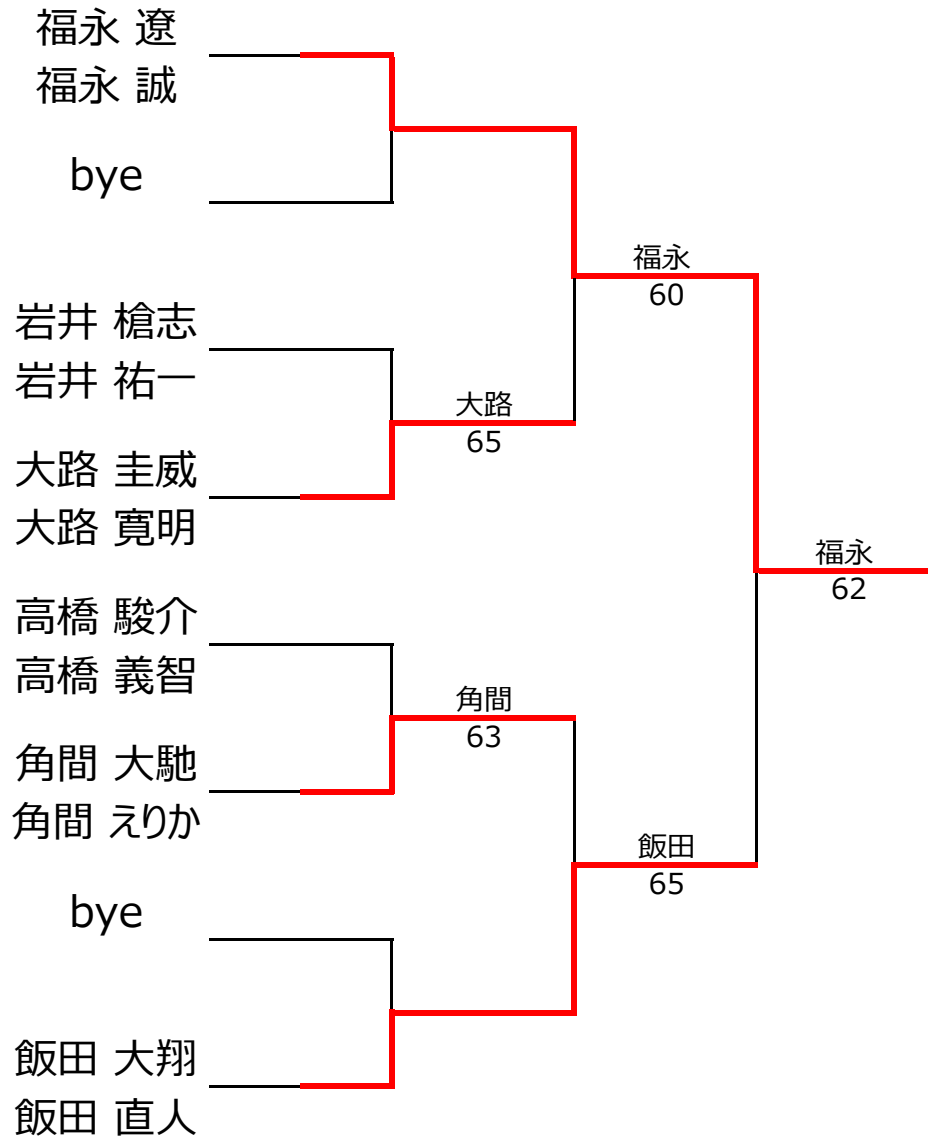 福永 遼
福永 誠
bye
岩井 槍志
岩井 祐一
大路 圭威
大路 寛明
高橋 駿介
高橋 義智
角間 大馳
角間 えりか
bye
飯田 大翔
飯田 直人
大路
65
角間
63
福永
60
飯田
65
福永
62